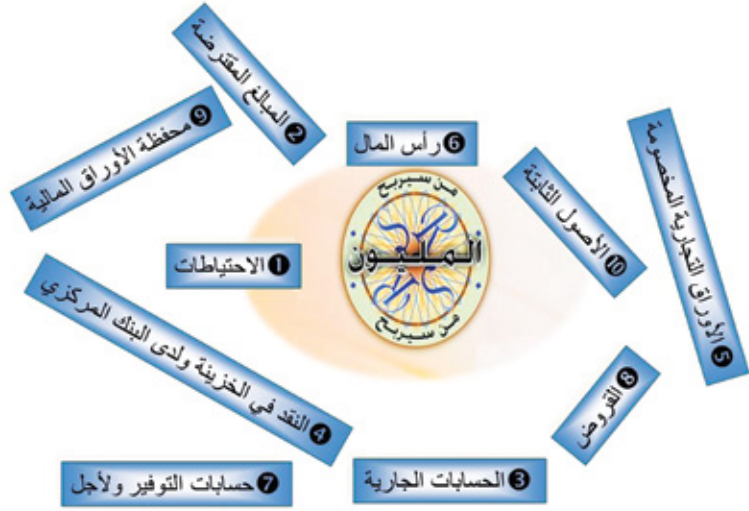 ❷ المبالغ المقترضة
❾ محفظة الأوراق المالية
❻ رأس المال
❿ الأصول الثابتة
❺ الأوراق التجارية المخصومة
❶ الاحتياطات
من سيربح
المليون
من سيربح
❹ النقد في الخزينة ولدى البنك المركزي
❽ القروض
❸ الحسابات الجارية
❼ حسابات التوفير ولأجل